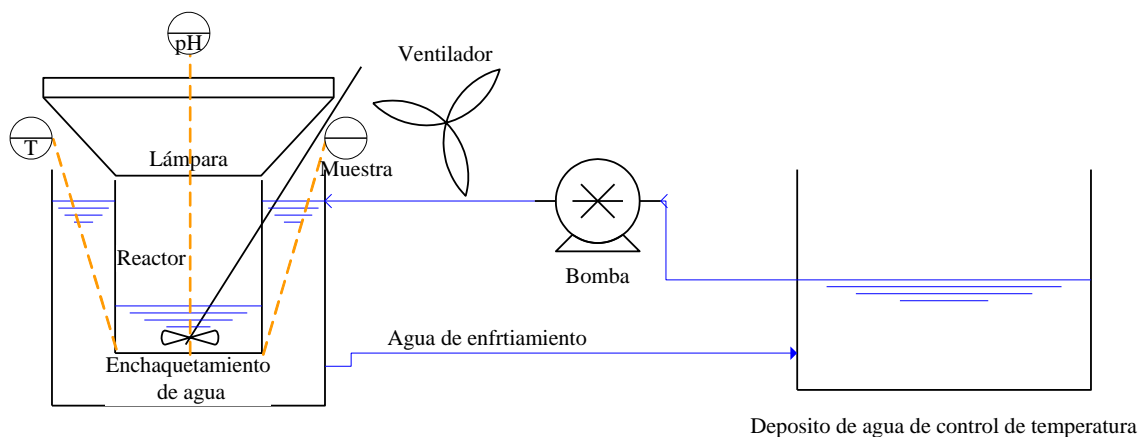 pH
Ventilador
T
Lámpara
Muestra
Reactor
Bomba
Agua de enfrtiamiento
Enchaquetamiento
de agua
Deposito de agua de control de temperatura